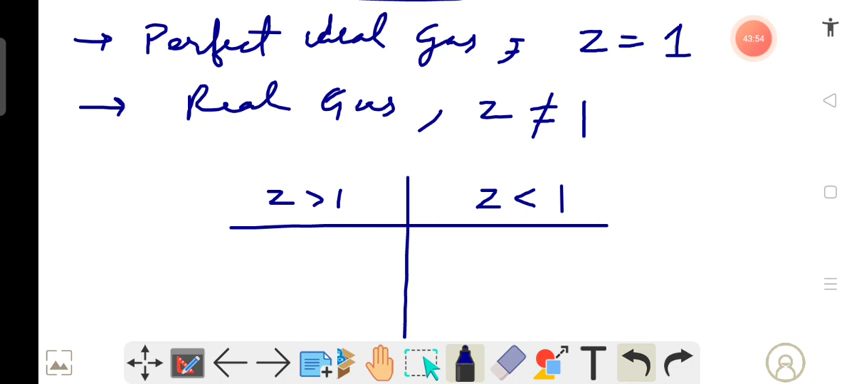 → Perfect ideal gas, z = 1
43:54
→ Real Gas, z ≠ 1
z > 1 z < 1
T